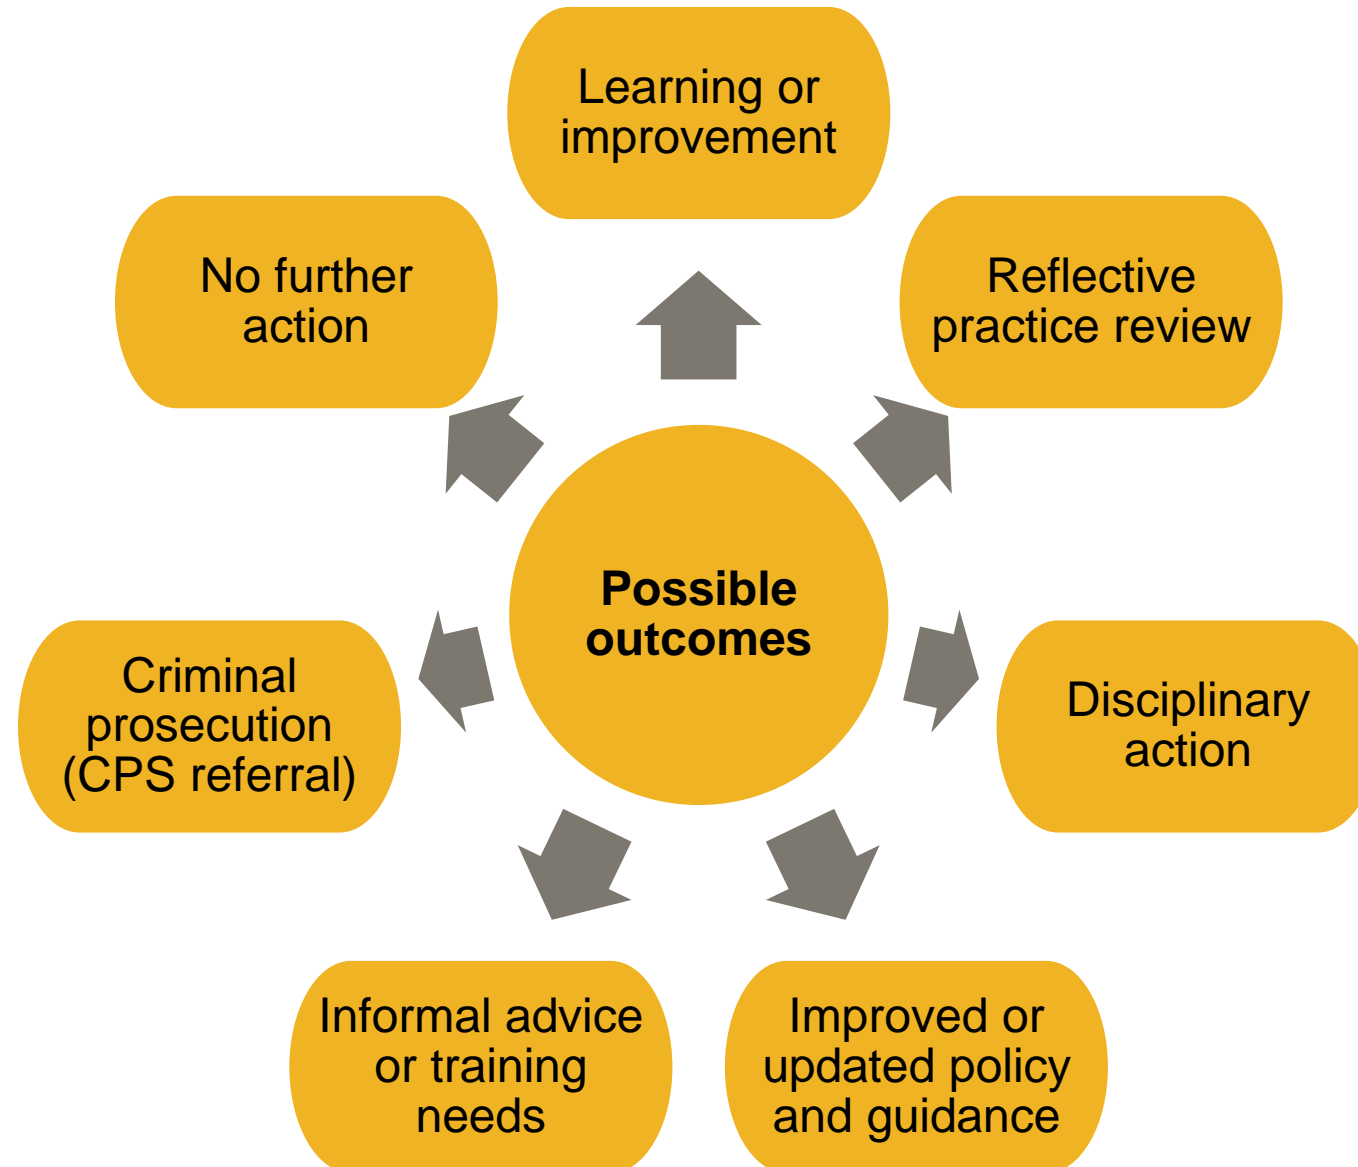 Learning or
improvement
No further
action
Reflective
practice review
Possible
outcomes
Criminal
prosecution
(CPS referral)
Disciplinary
action
Informal advice
or training
needs
Improved or
updated policy
and guidance